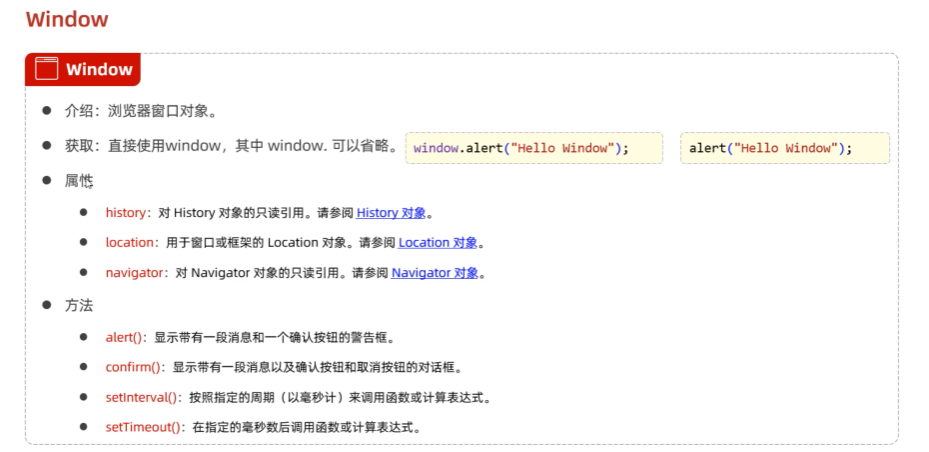 Window
Window
介绍：浏览器窗口对象。
获取：直接使用window，其中 window. 可以省略。 window.alert("Hello Window"); alert("Hello Window");
属性
history：对 History 对象的只读引用。请参阅 History 对象。
location：用于窗口或框架的 Location 对象。请参阅 Location 对象。
navigator：对 Navigator 对象的只读引用。请参阅 Navigator 对象。
方法
alert()：显示带有一段消息和一个确认按钮的警告框。
confirm()：显示带有一段消息以及确认按钮和取消按钮的对话框。
setInterval()：按照指定的周期（以毫秒计）来调用函数或计算表达式。
setTimeout()：在指定的毫秒数后调用函数或计算表达式。